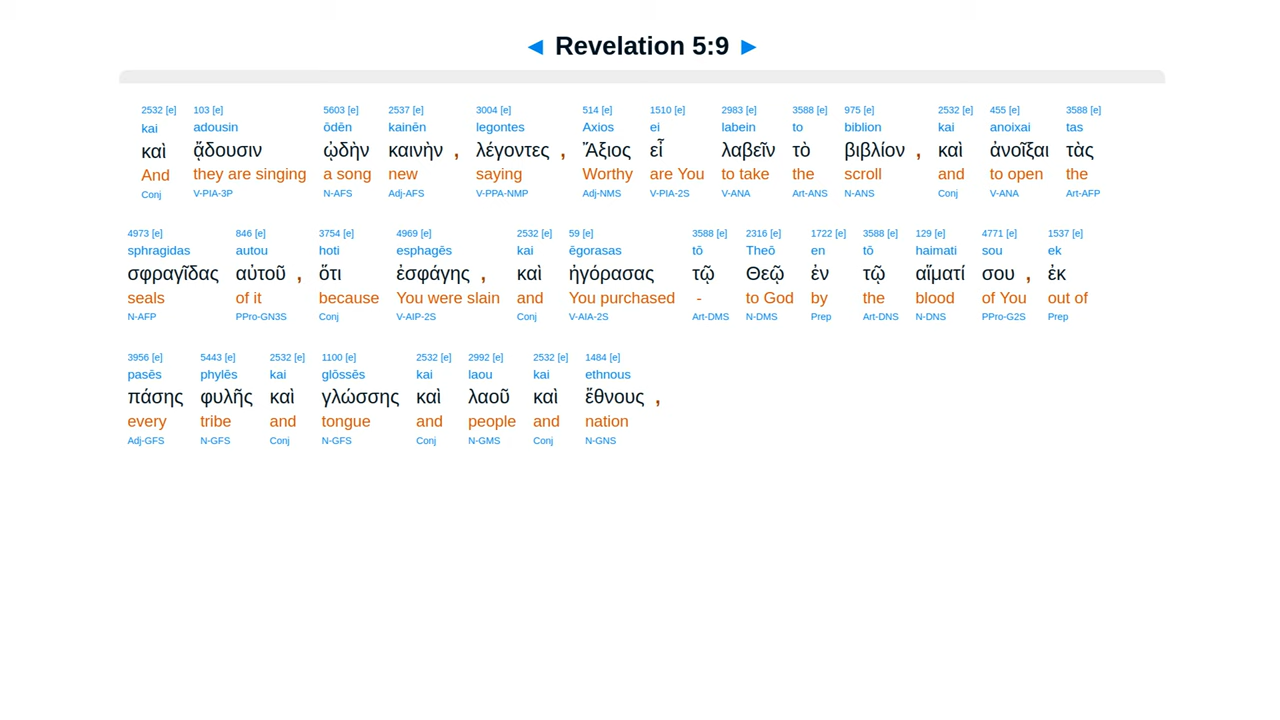 ◄ Revelation 5:9 ►
2532 [e] 103 [e] 5603 [e] 2537 [e] 3004 [e] 514 [e] 1510 [e] 2983 [e] 3588 [e] 975 [e] 2532 [e] 455 [e] 3588 [e]
kai adousin ōdēn kainēn legontes Axios ei labein to biblion kai anoixai tas
καὶ ᾄδουσιν ᾠδὴν καινὴν , λέγοντες , Ἄξιος εἶ λαβεῖν τὸ βιβλίον , καὶ ἀνοῖξαι τὰς
And they are singing a song new saying Worthy are You to take the scroll and to open the
Conj V-PIA-3P N-AFS Adj-AFS V-PPA-NMP Adj-NMS V-PIA-2S V-ANA Art-ANS N-ANS Conj V-ANA Art-AFP
4973 [e] 846 [e] 3754 [e] 4969 [e] 2532 [e] 59 [e] 3588 [e] 2316 [e] 1722 [e] 3588 [e] 129 [e] 4771 [e] 1537 [e]
sphragidas autou hoti esphagēs kai ēgorasas tō Theō en tō haimati sou ek
σφραγῖδας αὐτοῦ , ὅτι ἐσφάγης , καὶ ἠγόρασας τῷ Θεῷ ἐν τῷ αἵματί σου , ἐκ
seals of it because You were slain and You purchased - to God by the blood of You out of
N-AFP PPro-GN3S Conj V-AIP-2S Conj V-AIA-2S Art-DMS N-DMS Prep Art-DNS N-DNS PPro-G2S Prep
3956 [e] 5443 [e] 2532 [e] 1100 [e] 2532 [e] 2992 [e] 2532 [e] 1484 [e]
pasēs phylēs kai glōssēs kai laou kai ethnous
πάσης φυλῆς καὶ γλώσσης καὶ λαοῦ καὶ ἔθνους ,
every tribe and tongue and people and nation
Adj-GFS N-GFS Conj N-GFS Conj N-GMS Conj N-GNS